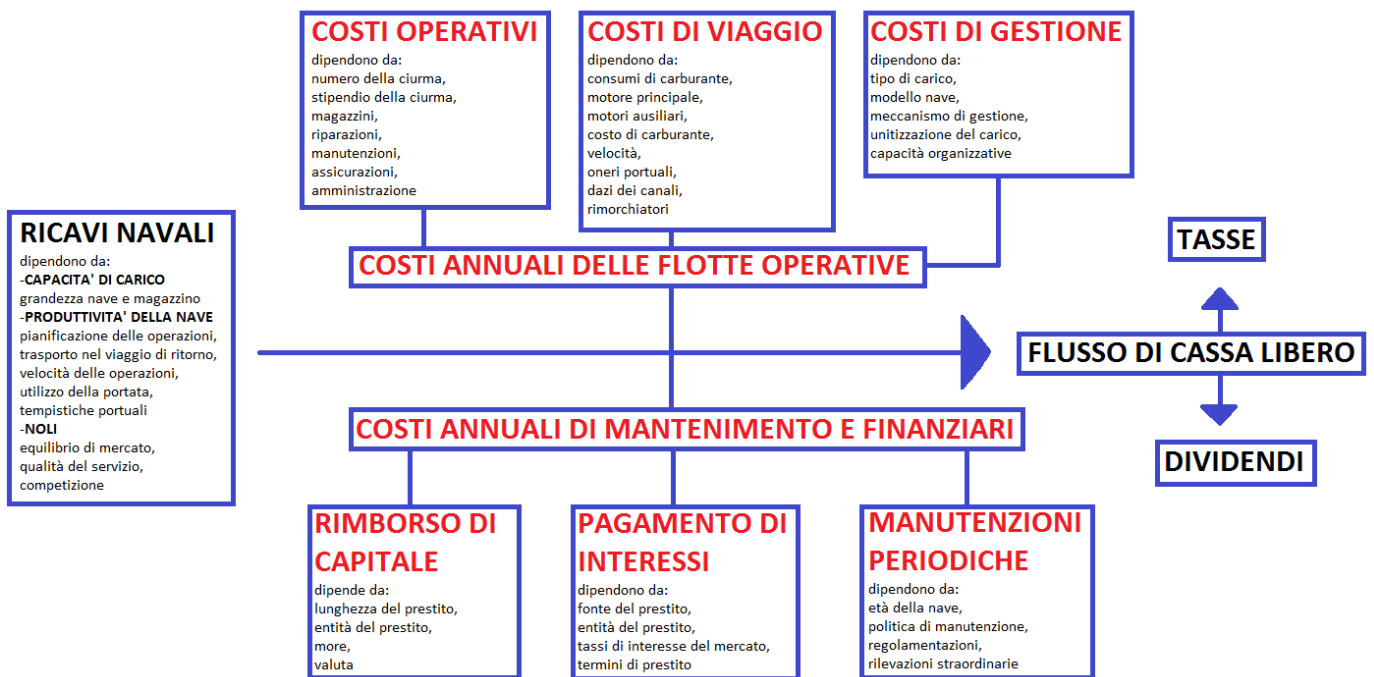 COSTI OPERATIVI
dipendono da:
numero della ciurma,
stipendio della ciurma,
magazzini,
riparazioni,
manutenzioni,
assicurazioni,
amministrazione
COSTI DI VIAGGIO
dipendono da:
consumi di carburante,
motore principale,
motori ausiliari,
costo di carburante,
velocità,
oneri portuali,
dazi dei canali,
rimorchiatori
COSTI DI GESTIONE
dipendono da:
tipo di carico,
modello nave,
meccanismo di gestione,
unitizzazione del carico,
capacità organizzative
RICAVI NAVALI
dipendono da:
-CAPACITA' DI CARICO
grandezza nave e magazzino
-PRODUTTIVITA' DELLA NAVE
pianificazione delle operazioni,
trasporto nel viaggio di ritorno,
velocità delle operazioni,
utilizzo della portata,
tempistiche portuali
-NOLI
equilibrio di mercato,
qualità del servizio,
competizione
COSTI ANNUALI DELLE FLOTTE OPERATIVE
TASSE
FLUSSO DI CASSA LIBERO
DIVIDENDI
COSTI ANNUALI DI MANTENIMENTO E FINANZIARI
RIMBORSO DI
CAPITALE
dipende da:
lunghezza del prestito,
entità del prestito,
more,
valuta
PAGAMENTO DI
INTERESSI
dipendono da:
fonte del prestito,
entità del prestito,
tassi di interesse del mercato,
termini di prestito
MANUTENZIONI
PERIODICHE
dipendono da:
età della nave,
politica di manutenzione,
regolamentazioni,
rilevazioni straordinarie